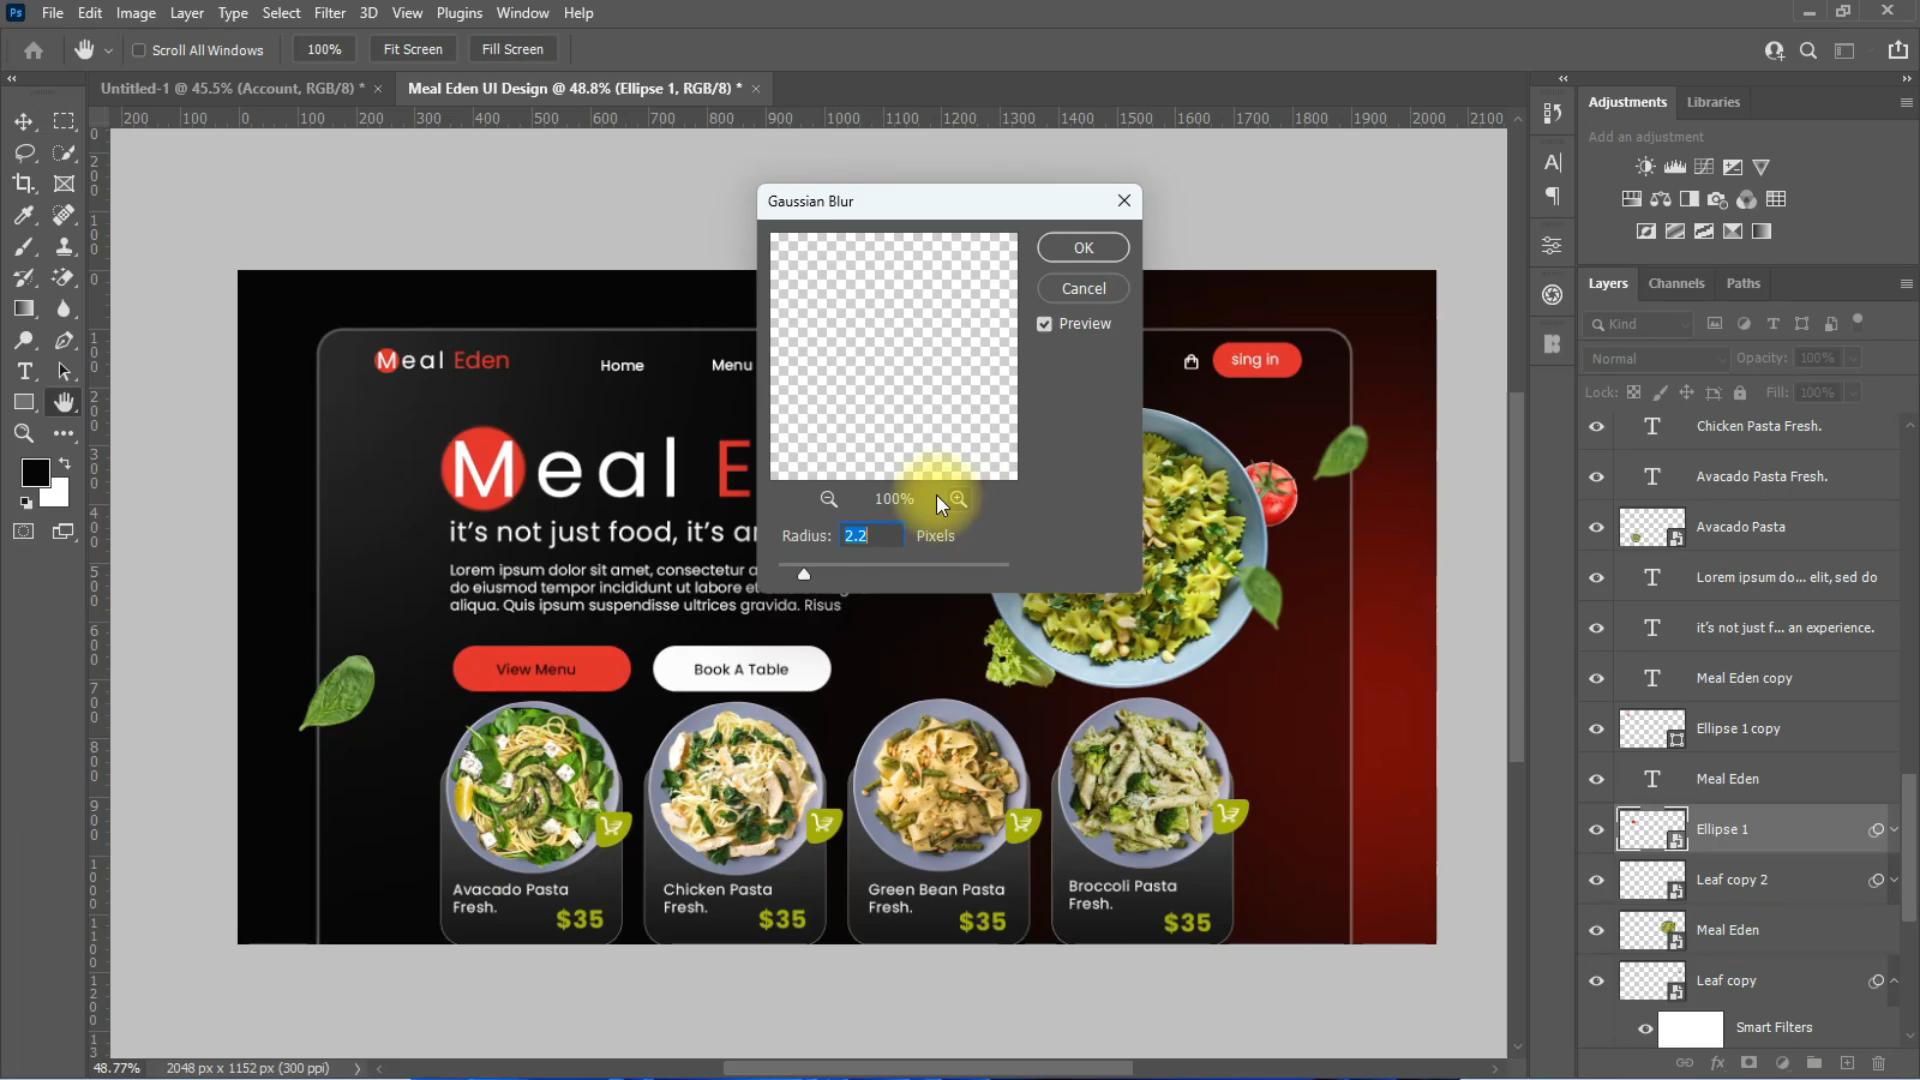 Ps File Edit Image Layer Type Select Filter 3D View Plugins Window Help
Scroll All Windows 100% Fit Screen Fill Screen
Untitled-1 @ 45.5% (Account, RGB/8) * × Meal Eden UI Design @ 48.8% (Ellipse 1, RGB/8) * ×
200 100 0 100 200 300 400 500 600 700 800 900 1000 1100 1200 1300 1400 1500 1600 1700 1800 1900 2000 2100
Gaussian Blur
OK
Cancel
Preview
100%
Radius: 2.2 Pixels
Meal Eden Home Menu sing in
Meal E
it’s not just food, it’s an
Lorem ipsum dolor sit amet, consectetur a
do eiusmod tempor incididunt ut labore et
aliqua. Quis ipsum suspendisse ultrices gravida. Risus
View Menu Book A Table
Avacado Pasta
Fresh.
$35
Chicken Pasta
Fresh.
$35
Green Bean Pasta
Fresh.
$35
Broccoli Pasta
Fresh.
$35
Adjustments Libraries
Add an adjustment
Layers Channels Paths
Kind
Normal Opacity: 100%
Lock: Fill: 100%
Chicken Pasta Fresh.
Avacado Pasta Fresh.
Avacado Pasta
Lorem ipsum do... elit, sed do
it’s not just f... an experience.
Meal Eden copy
Ellipse 1 copy
Meal Eden
Ellipse 1
Leaf copy 2
Meal Eden
Leaf copy
Smart Filters
48.77% 2048 px x 1152 px (300 ppi)